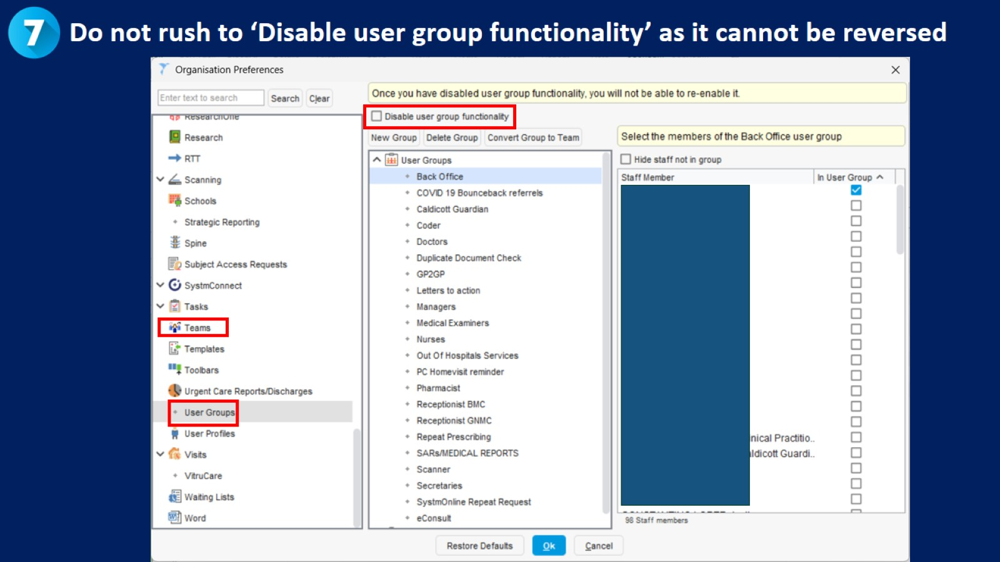 7
Do not rush to ‘Disable user group functionality’ as it cannot be reversed
Organisation Preferences
Enter text to search
Search
Clear
ResearchOne
Research
RTT
Scanning
Schools
Strategic Reporting
Spine
Subject Access Requests
SystmConnect
Tasks
Teams
Templates
Toolbars
Urgent Care Reports/Discharges
User Groups
User Profiles
Visits
VitruCare
Waiting Lists
Word
Once you have disabled user group functionality, you will not be able to re-enable it.
Disable user group functionality
New Group
Delete Group
Convert Group to Team
User Groups
Back Office
COVID 19 Bounceback referrels
Caldicott Guardian
Coder
Doctors
Duplicate Document Check
GP2GP
Letters to action
Managers
Medical Examiners
Nurses
Out Of Hospitals Services
PC Homevisit reminder
Pharmacist
Receptionist BMC
Receptionist GNMC
Repeat Prescribing
SARs/MEDICAL REPORTS
Scanner
Secretaries
SystmOnline Repeat Request
eConsult
Select the members of the Back Office user group
Hide staff not in group
Staff Member
In User Group
nical Practitio..
aldicott Guardi..
98 Staff members
Restore Defaults
Ok
Cancel